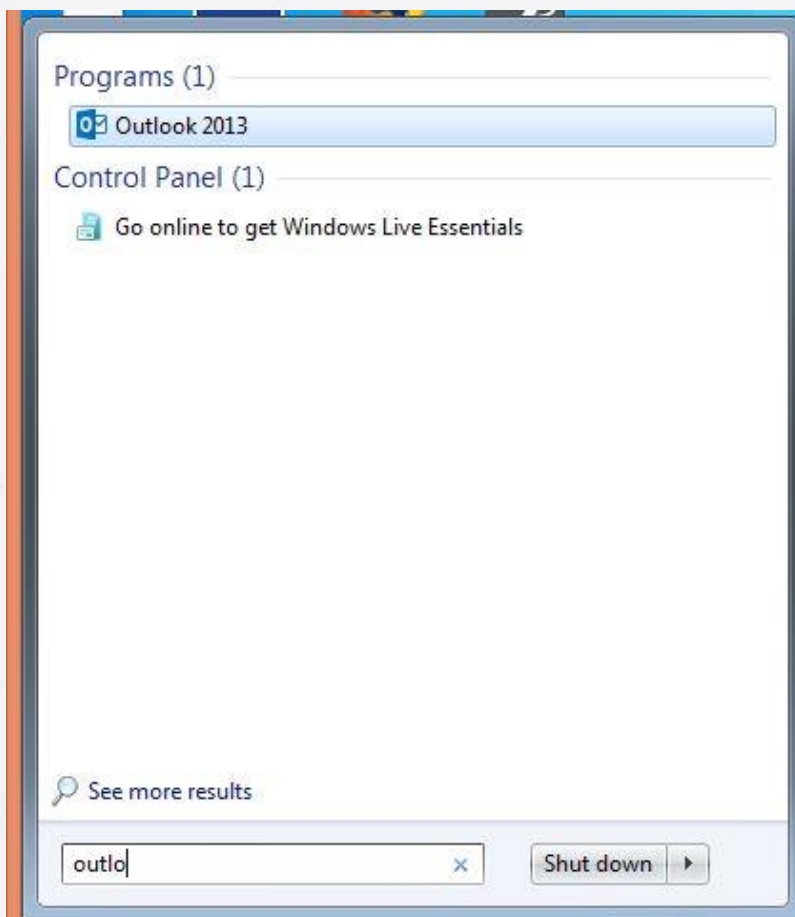 Programs (1)
Outlook 2013
Control Panel (1)
Go online to get Windows Live Essentials
See more results
outlo
Shut down